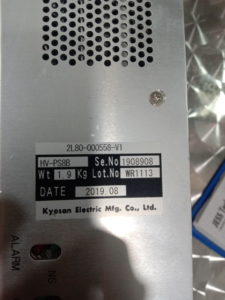 2L80-000558-V1
HV-PS8B Se.No 1908908
Wt 1.9 Kg Lot.No WR1113
DATE 2019.08
Kyosan Electric Mfg. Co., Ltd.
ALARM